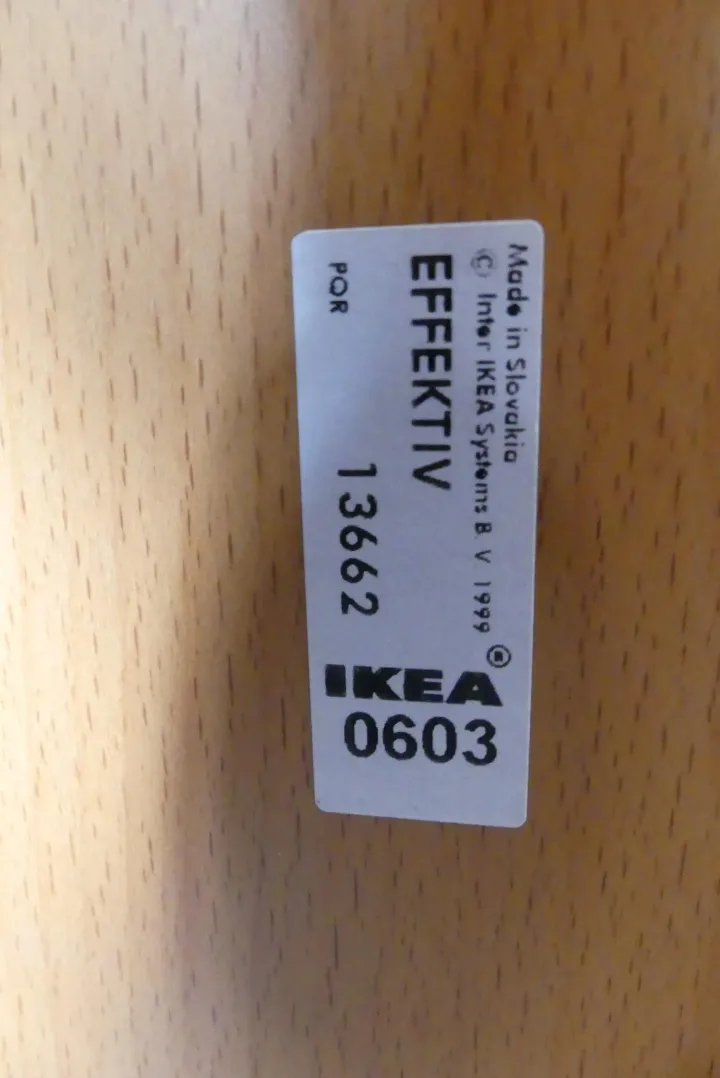 Made in Slovakia
© Inter IKEA Systems B. V. 1999
EFFEKTIV
PQR
13662
IKEA®
0603